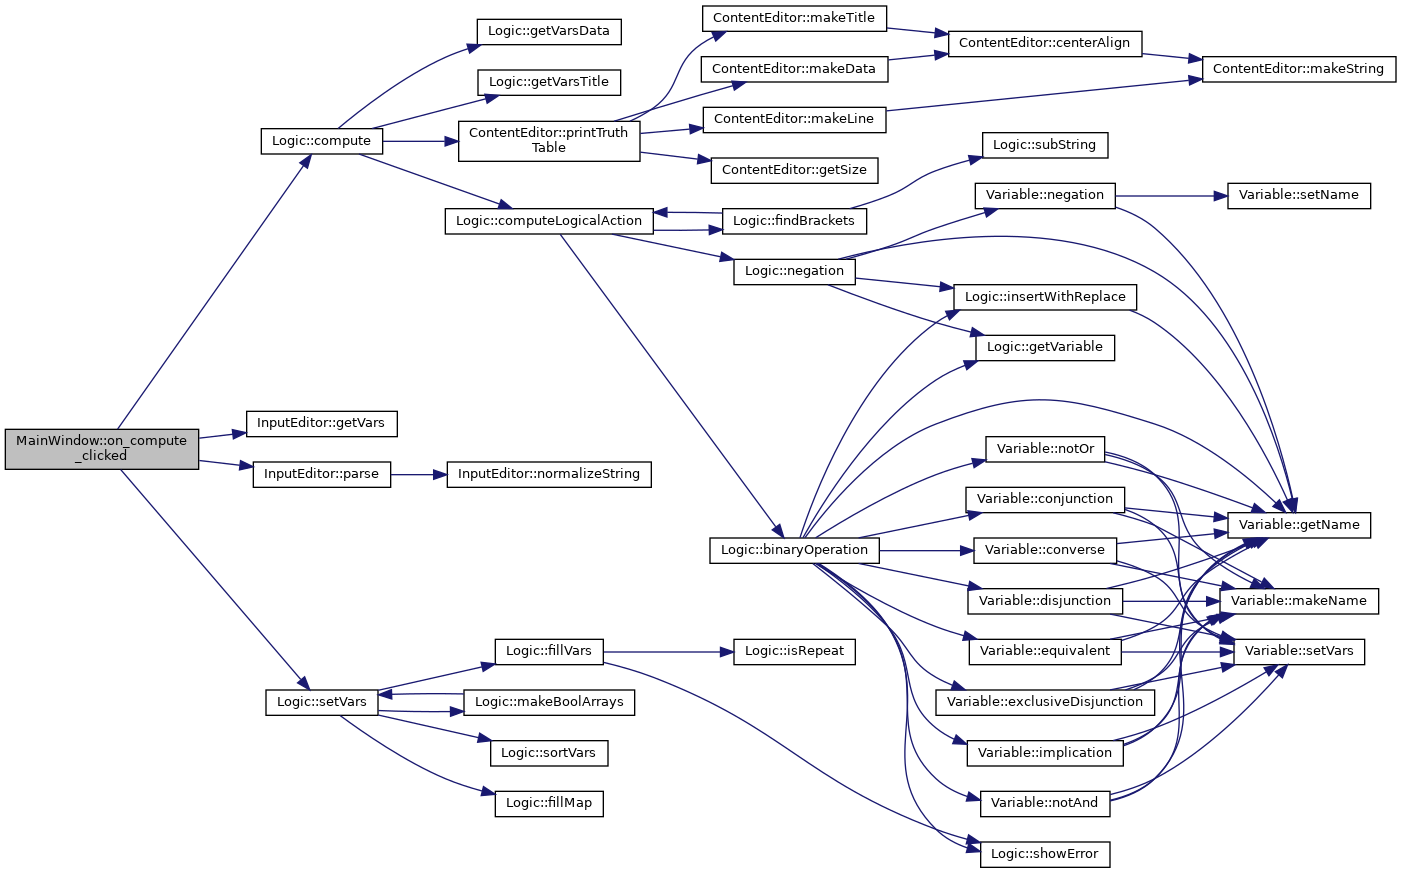 MainWindow::on_compute
_clicked
Logic::compute
InputEditor::getVars
InputEditor::parse
Logic::setVars
Logic::getVarsData
Logic::getVarsTitle
ContentEditor::printTruth
Table
Logic::computeLogicalAction
InputEditor::normalizeString
Logic::fillVars
Logic::makeBoolArrays
Logic::sortVars
Logic::fillMap
ContentEditor::makeTitle
ContentEditor::makeData
ContentEditor::makeLine
ContentEditor::getSize
Logic::findBrackets
Logic::negation
Logic::binaryOperation
Logic::isRepeat
ContentEditor::centerAlign
Logic::subString
Variable::negation
Logic::insertWithReplace
Logic::getVariable
Variable::notOr
Variable::conjunction
Variable::converse
Variable::disjunction
Variable::equivalent
Variable::exclusiveDisjunction
Variable::implication
Variable::notAnd
Logic::showError
ContentEditor::makeString
Variable::setName
Variable::getName
Variable::makeName
Variable::setVars